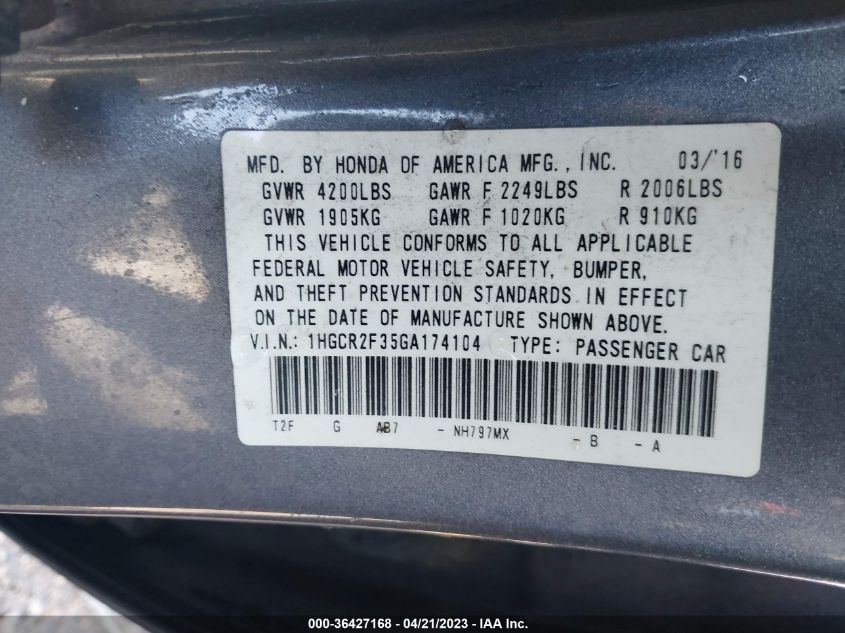 MFD. BY HONDA OF AMERICA MFG., INC. 03/'16
GVWR 4200LBS GAWR F 2249LBS R 2006LBS
GVWR 1905KG GAWR F 1020KG R 910KG
THIS VEHICLE CONFORMS TO ALL APPLICABLE
FEDERAL MOTOR VEHICLE SAFETY, BUMPER,
AND THEFT PREVENTION STANDARDS IN EFFECT
ON THE DATE OF MANUFACTURE SHOWN ABOVE.
V.I.N.: 1HGCR2F35GA174104 TYPE: PASSENGER CAR
T2F G AB7 - NH797MX - B - A
000-36427168 - 04/21/2023 - IAA Inc.